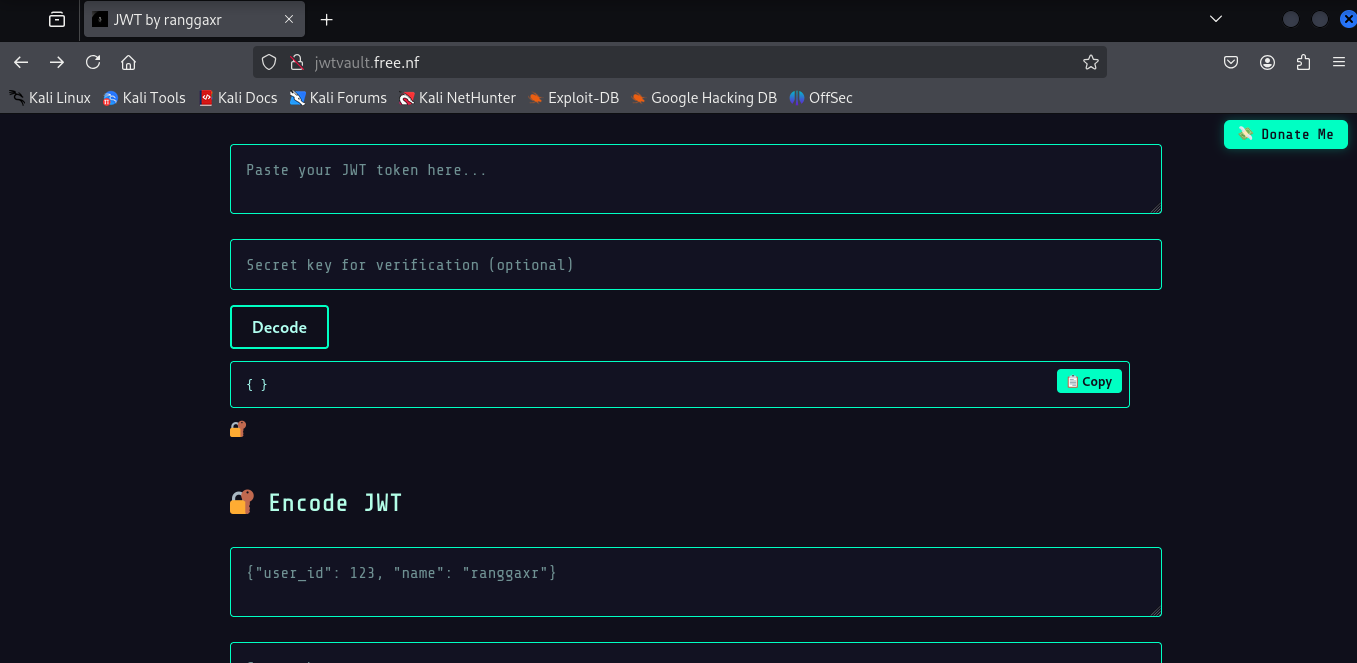 JWT by ranggaxr
jwtvault.free.nf
Kali Linux Kali Tools Kali Docs Kali Forums Kali NetHunter Exploit-DB Google Hacking DB OffSec
Donate Me
Paste your JWT token here...
Secret key for verification (optional)
Decode
{ }
Copy
Encode JWT
{"user_id": 123, "name": "ranggaxr"}